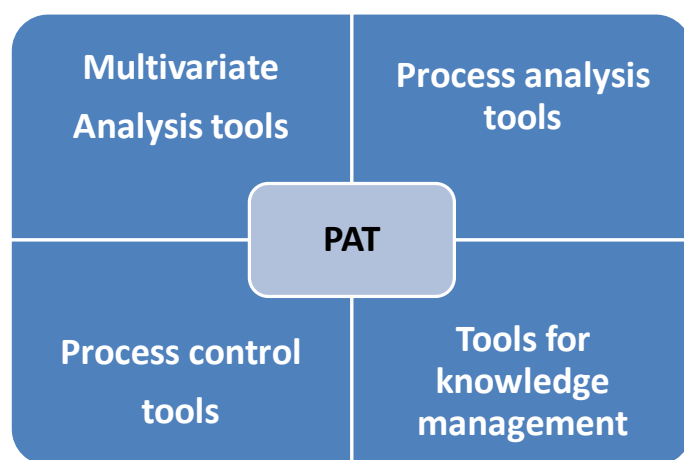 Multivariate
Analysis tools
Process analysis
tools
PAT
Process control
tools
Tools for
knowledge
management